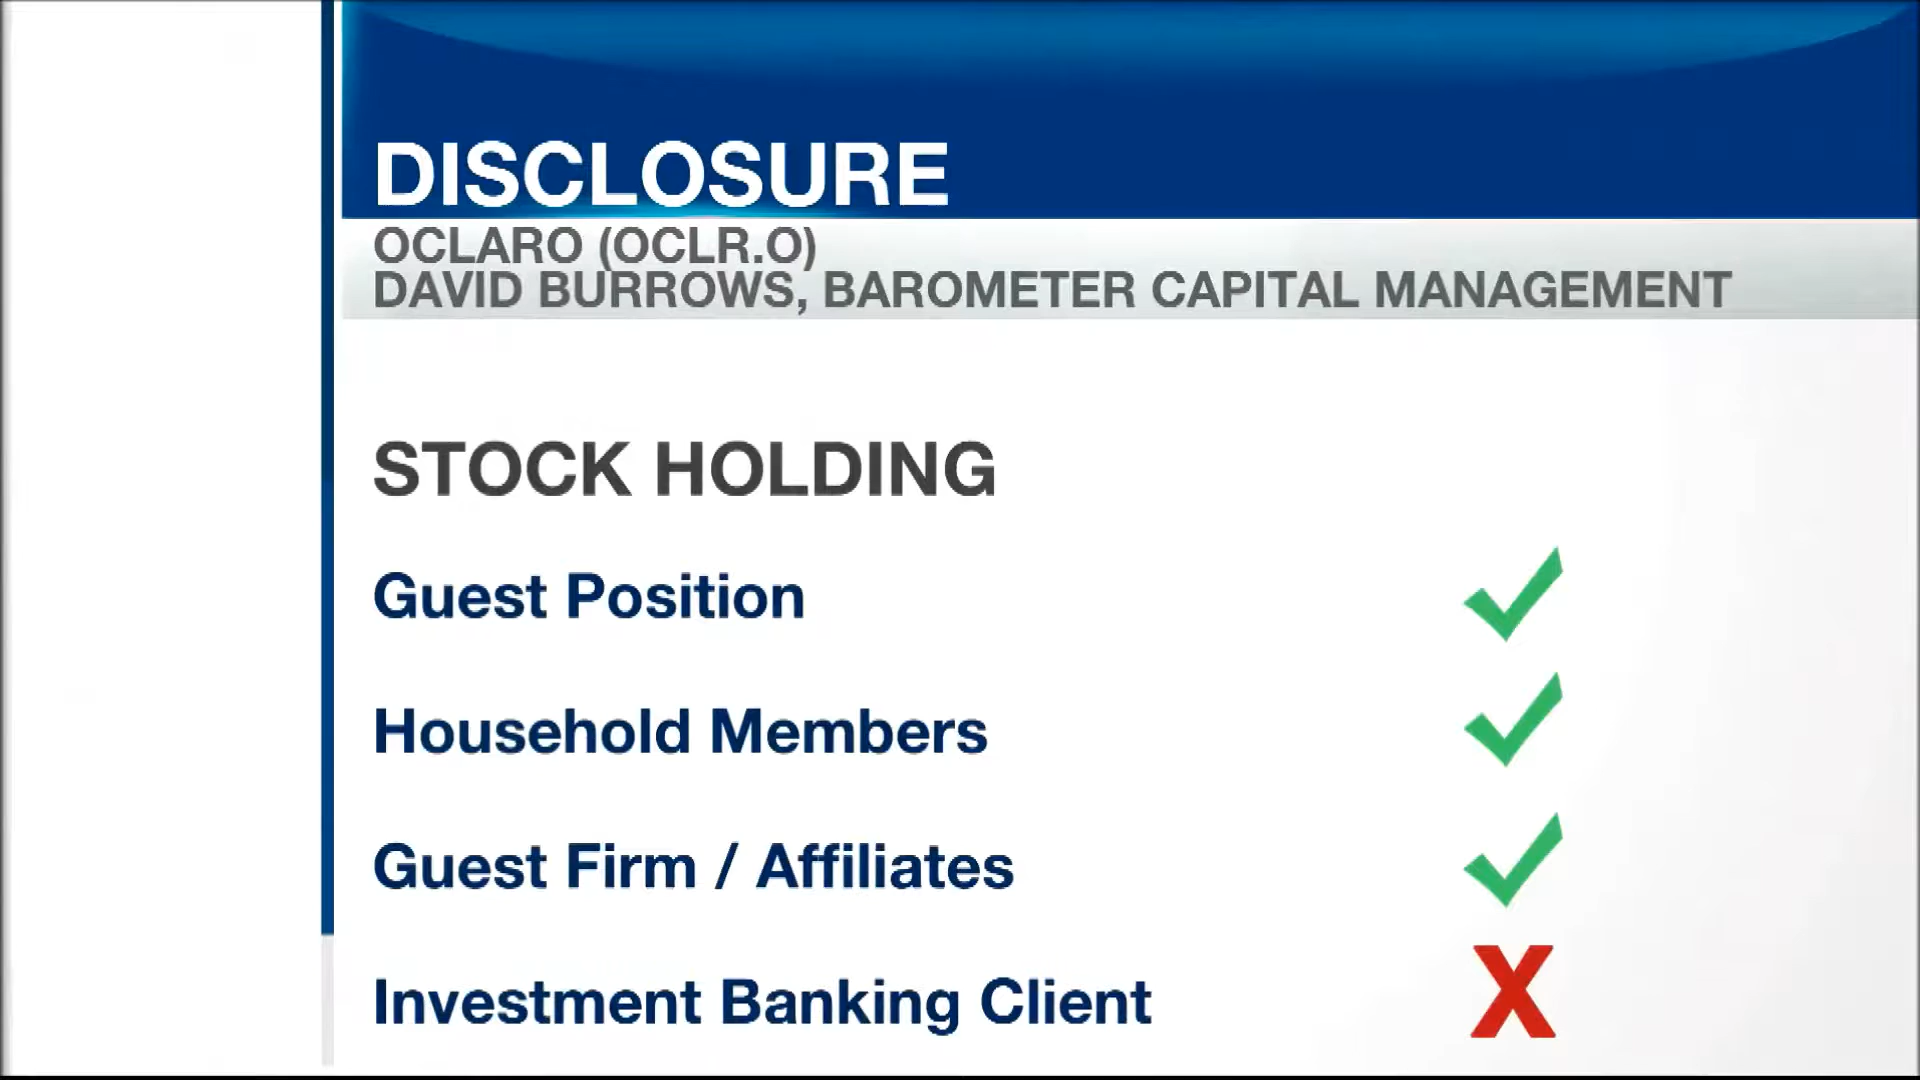 DISCLOSURE
OCLARO (OCLR.O)
DAVID BURROWS, BAROMETER CAPITAL MANAGEMENT
STOCK HOLDING
Guest Position
Household Members
Guest Firm / Affiliates
Investment Banking Client